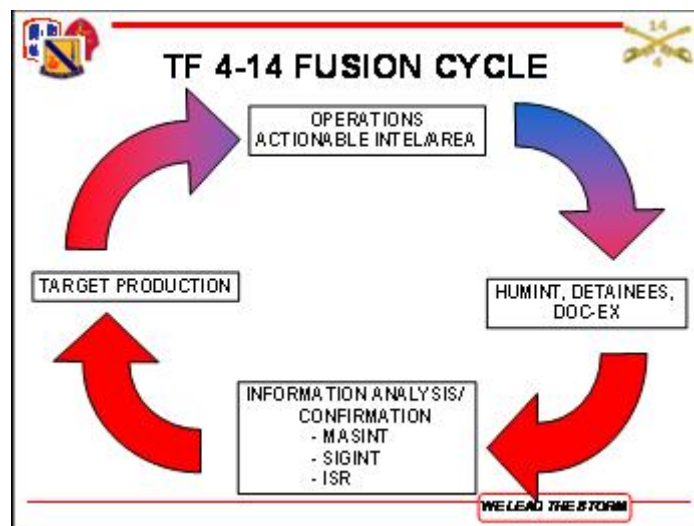 14
4
TF 4-14 FUSION CYCLE
OPERATIONS
ACTIONABLE INTEL/AREA
TARGET PRODUCTION
HUMINT, DETAINEES,
DOC-EX
INFORMATION ANALYSIS/
CONFIRMATION
- MASINT
- SIGINT
- ISR
WE LEAD THE STORM